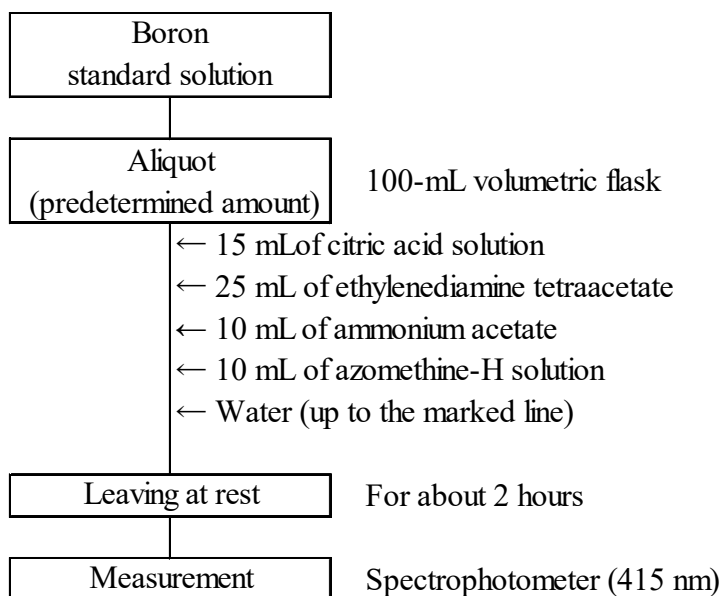 Boron
standard solution
Aliquot
(predetermined amount)
100-mL volumetric flask
← 15 mLof citric acid solution
← 25 mL of ethylenediamine tetraacetate
← 10 mL of ammonium acetate
← 10 mL of azomethine-H solution
← Water (up to the marked line)
Leaving at rest
For about 2 hours
Measurement
Spectrophotometer (415 nm)